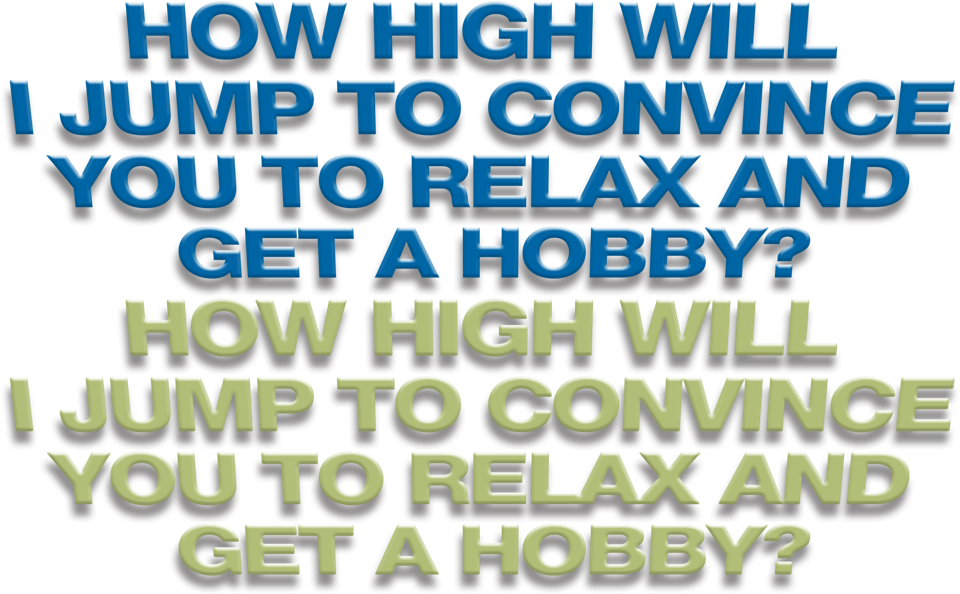 HOW HIGH WILL
I JUMP TO CONVINCE
YOU TO RELAX AND
GET A HOBBY?
HOW HIGH WILL
I JUMP TO CONVINCE
YOU TO RELAX AND
GET A HOBBY?